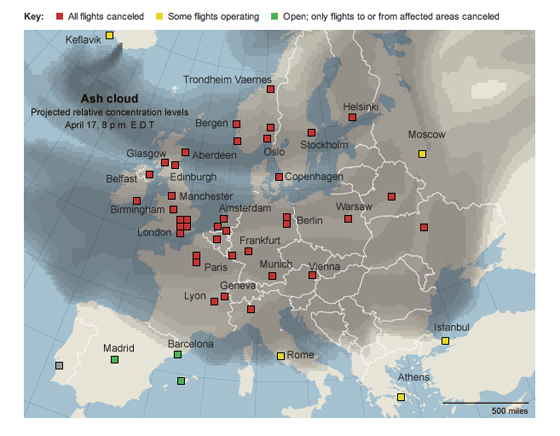 Key: All flights canceled Some flights operating Open; only flights to or from affected areas canceled
Keflavik
Trondheim Vaernes
Ash cloud
Projected relative concentration levels
April 17, 8 p.m. E.D.T
Helsinki
Bergen
Moscow
Oslo
Stockholm
Glasgow
Aberdeen
Belfast
Edinburgh
Copenhagen
Manchester
Birmingham
Amsterdam
Warsaw
Berlin
London
Frankfurt
Paris
Munich
Vienna
Geneva
Lyon
Istanbul
Madrid
Barcelona
Rome
Athens
500 miles